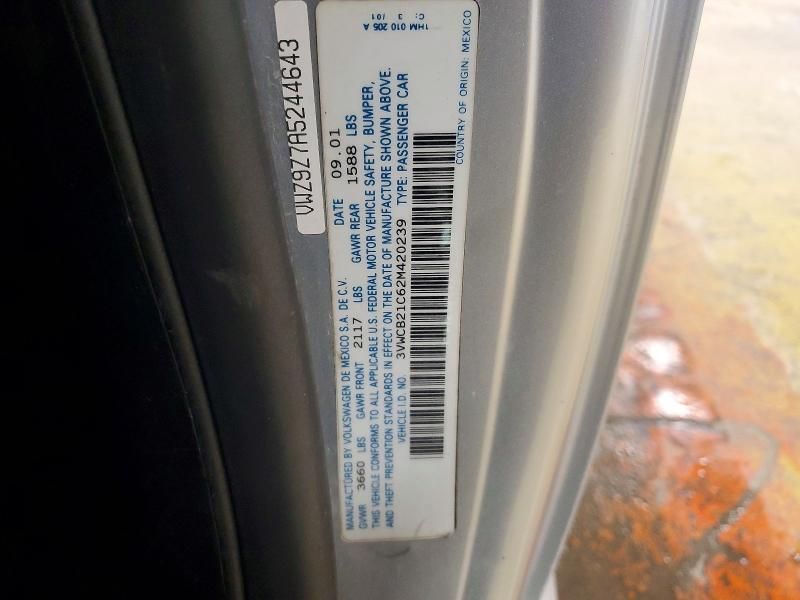 VWZ9Z7A5244643
1HM 010 205 A
C: 3 /01
MANUFACTURED BY VOLKSWAGEN DE MEXICO S.A. DE C.V. DATE 09.01
GVWR 3660 LBS GAWR FRONT 2117 LBS GAWR REAR 1588 LBS
THIS VEHICLE CONFORMS TO ALL APPLICABLE U.S. FEDERAL MOTOR VEHICLE SAFETY, BUMPER,
AND THEFT PREVENTION STANDARDS IN EFFECT ON THE DATE OF MANUFACTURE SHOWN ABOVE.
VEHICLE I.D. NO. 3VWCB21C62M420239 TYPE: PASSENGER CAR
COUNTRY OF ORIGIN: MEXICO